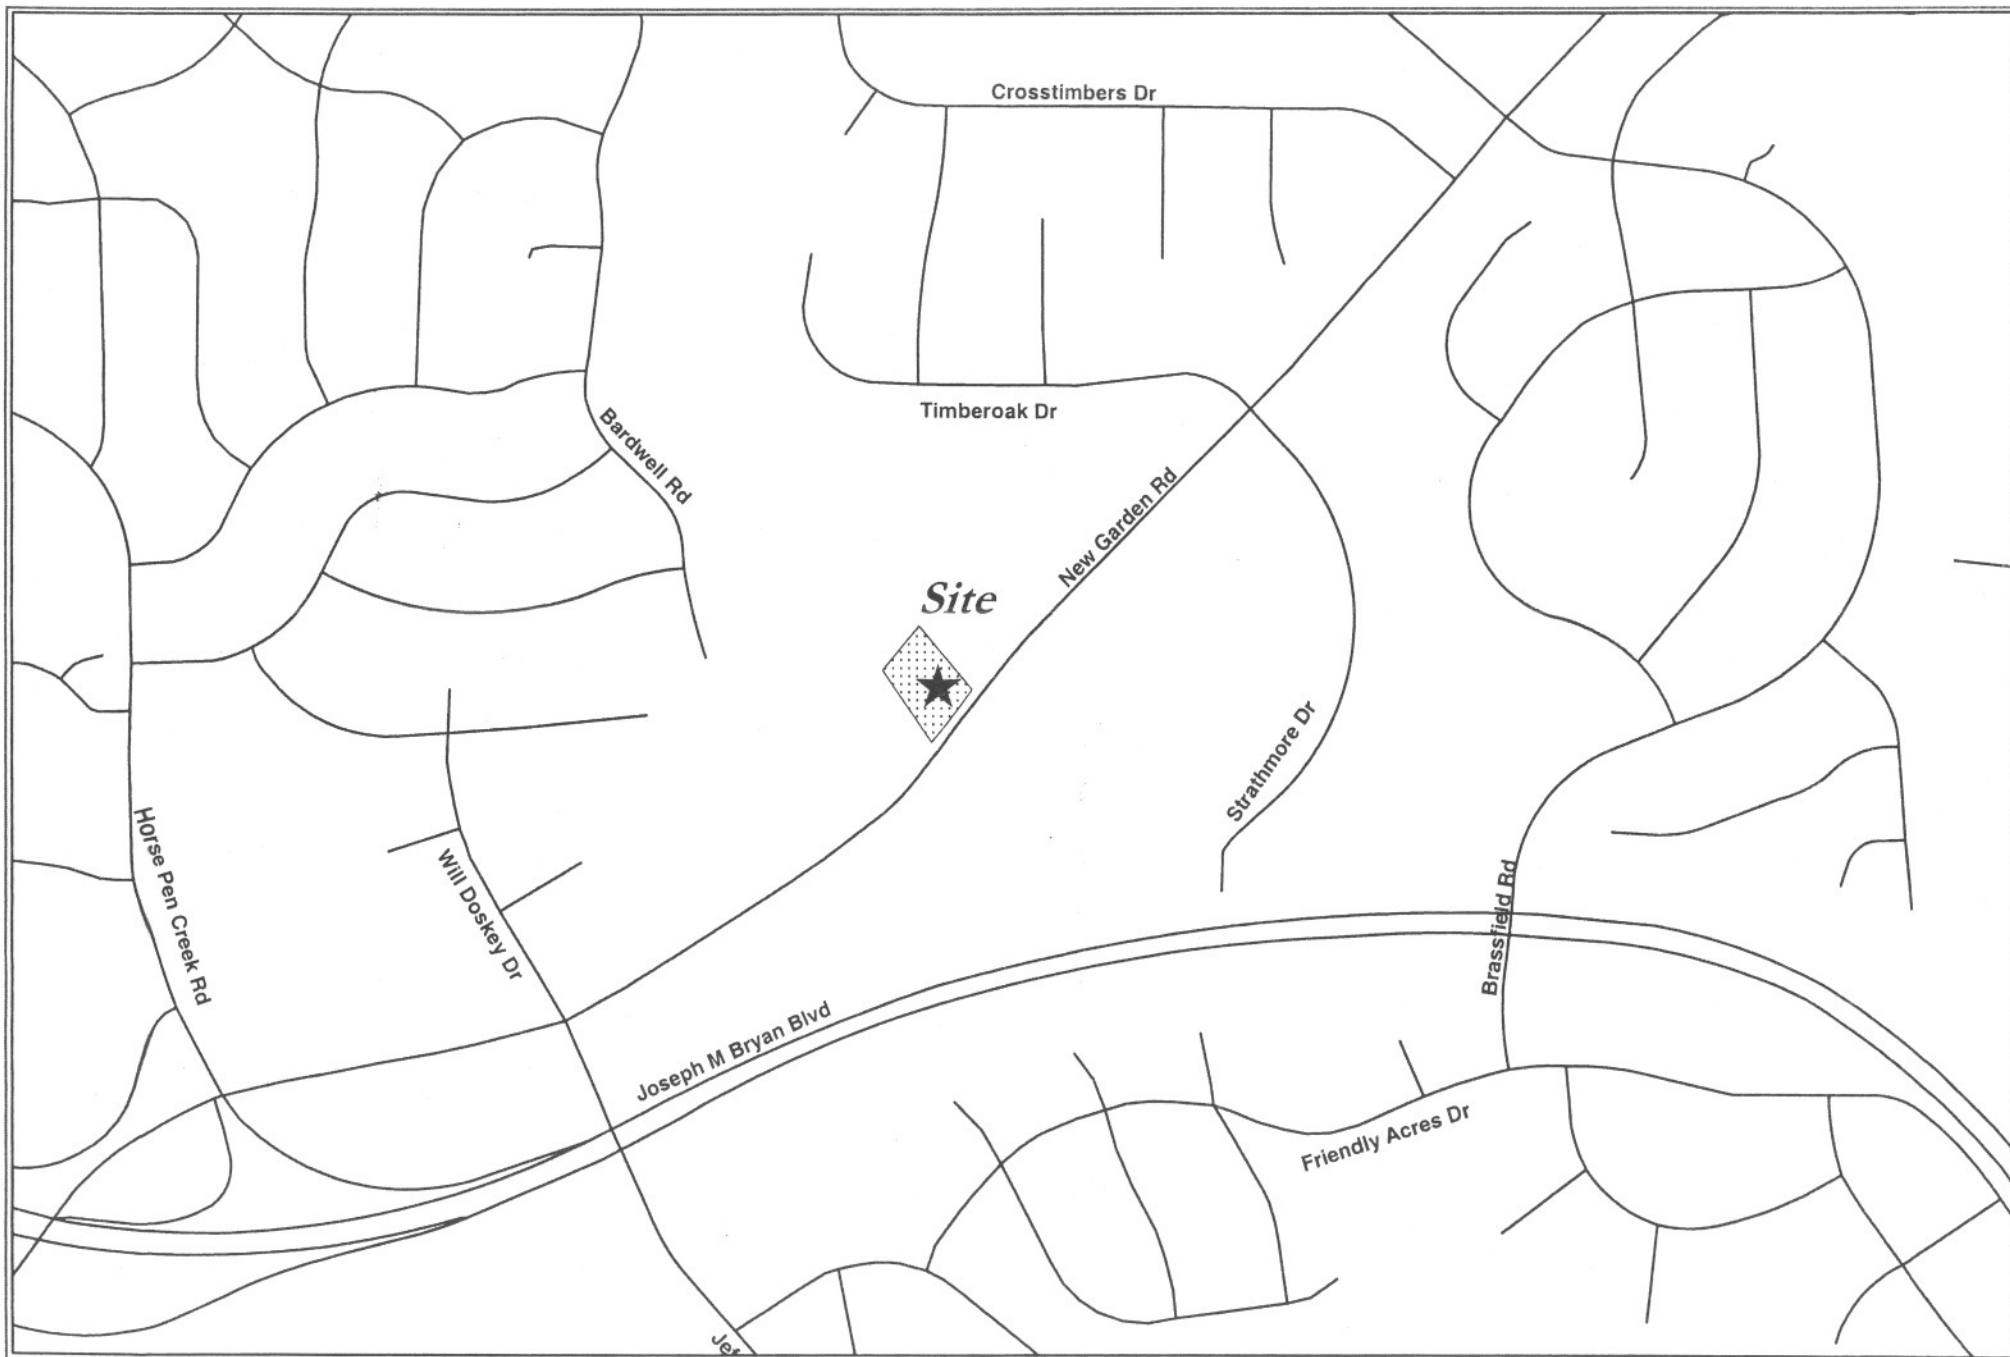 Crosstimbers Dr
Timberoak Dr
Bardwell Rd
New Garden Rd
Site
Strathmore Dr
Horse Pen Creek Rd
Will Doskey Dr
Brassfield Rd
Joseph M Bryan Blvd
Friendly Acres Dr